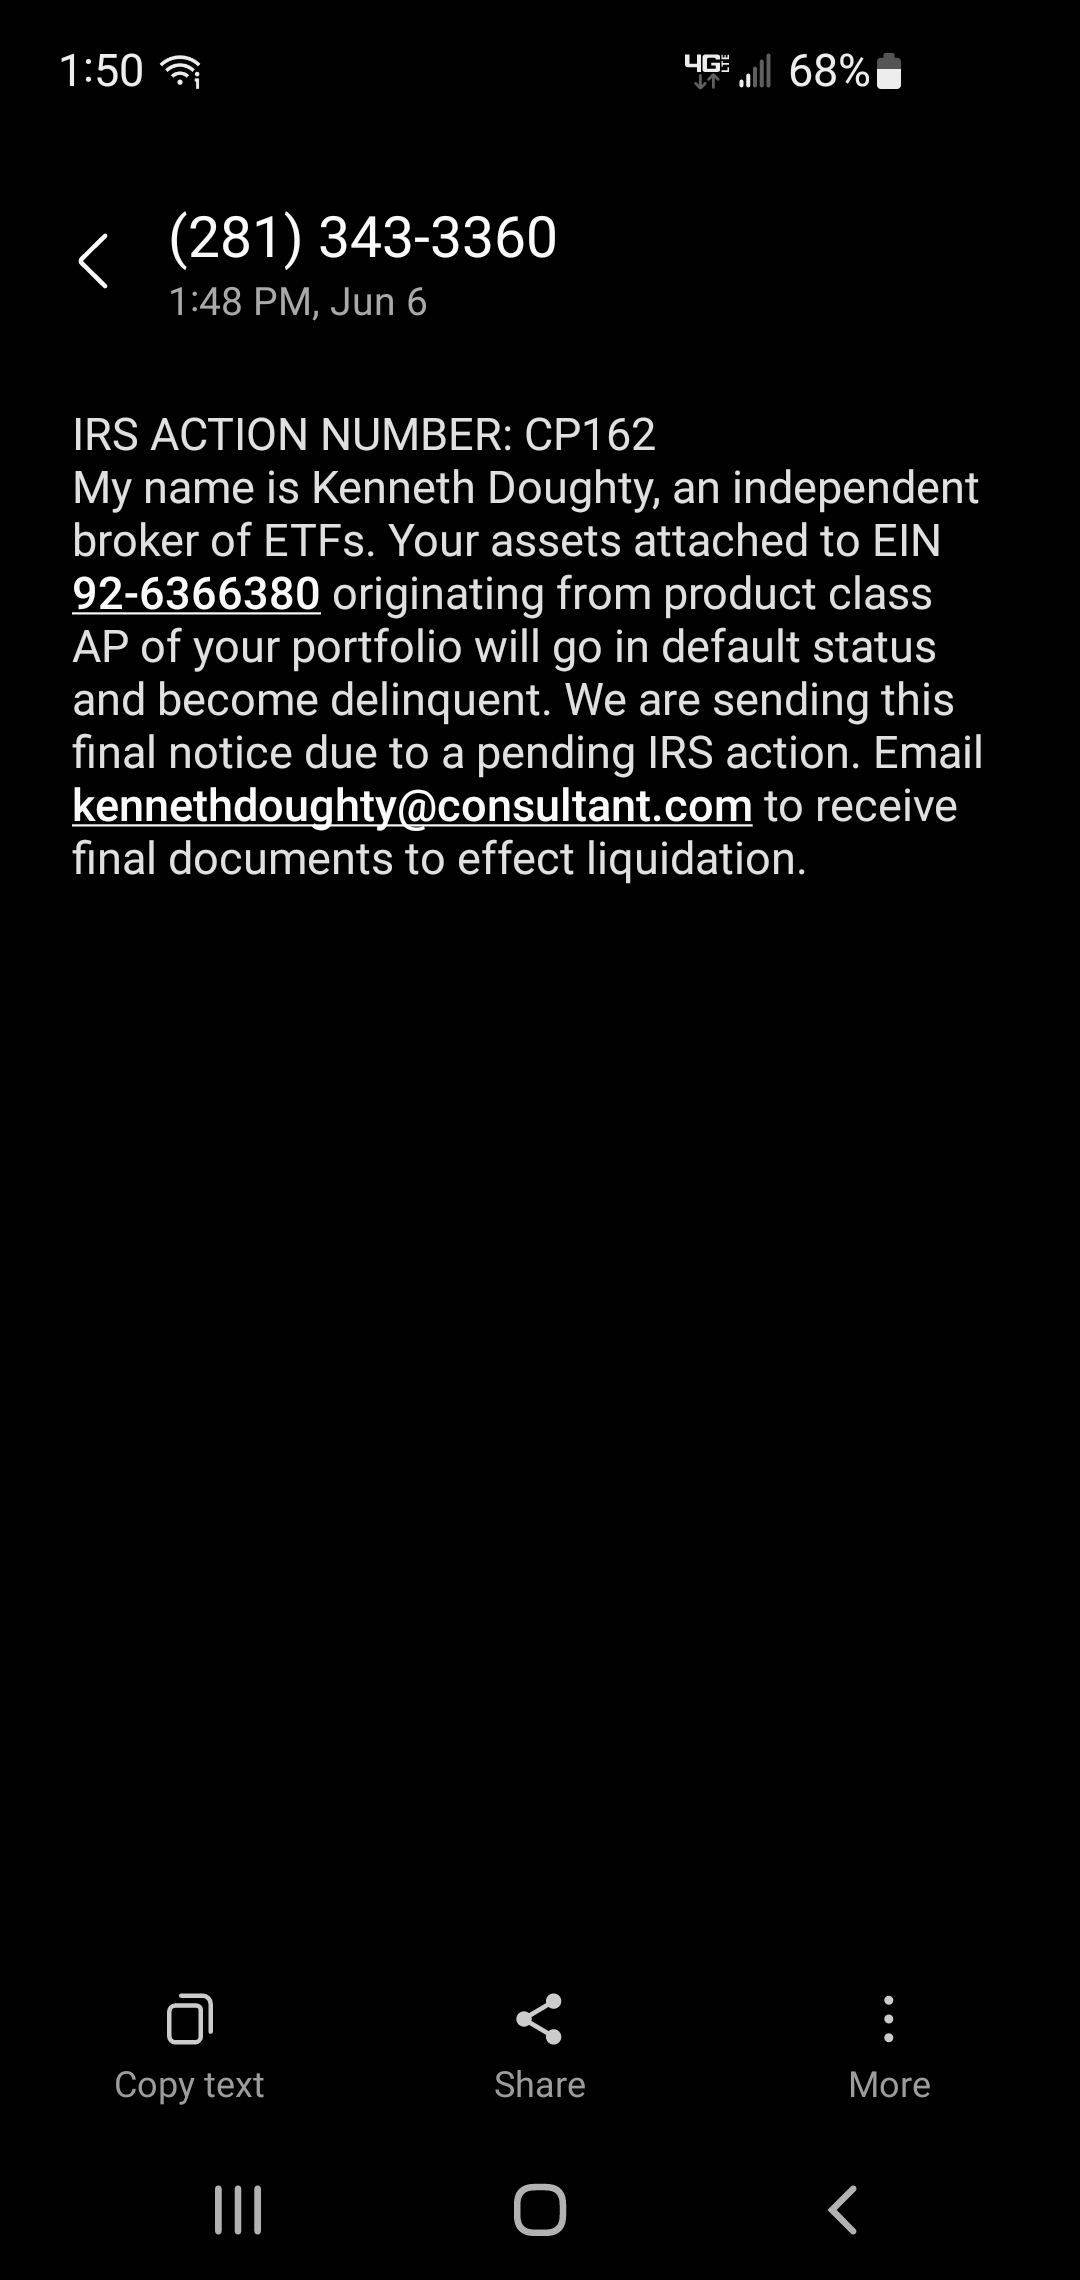 1:50 4G LTE 68%
(281) 343-3360
1:48 PM, Jun 6
IRS ACTION NUMBER: CP162
My name is Kenneth Doughty, an independent
broker of ETFs. Your assets attached to EIN
92-6366380 originating from product class
AP of your portfolio will go in default status
and become delinquent. We are sending this
final notice due to a pending IRS action. Email
kennethdoughty@consultant.com to receive
final documents to effect liquidation.
Copy text Share More